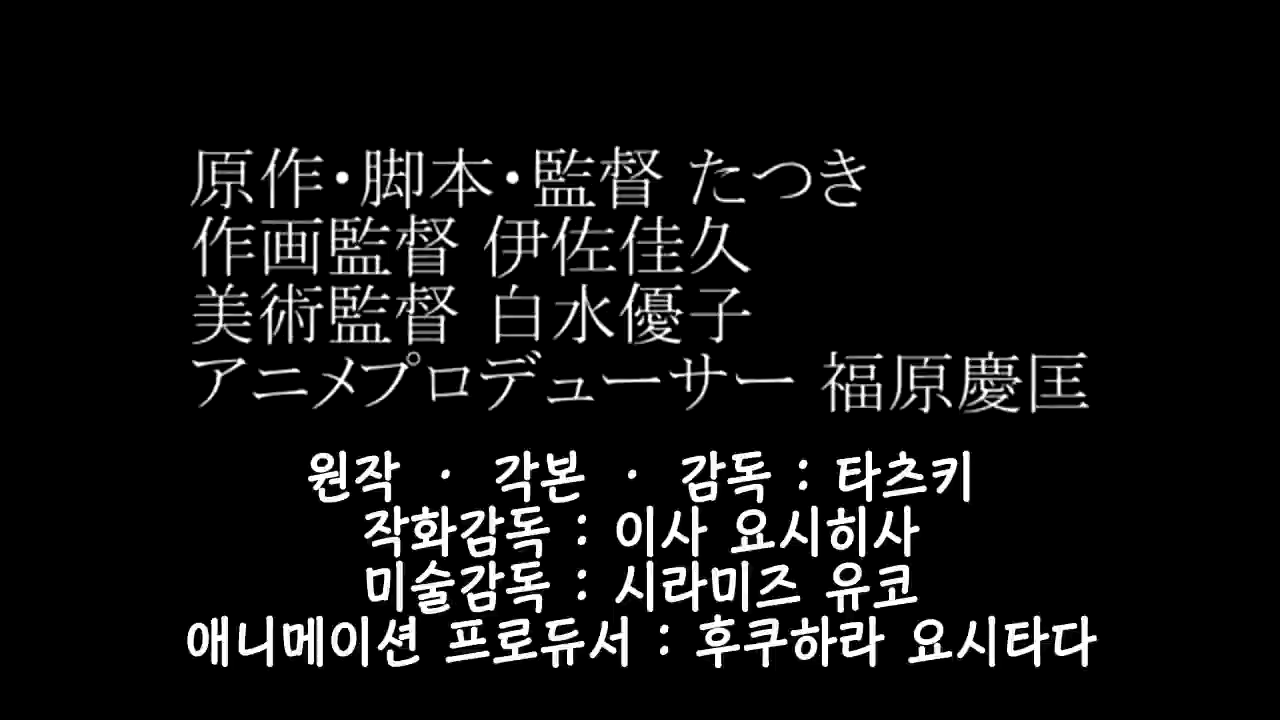 原作・脚本・監督 たつき
作画監督 伊佐佳久
美術監督 白水優子
アニメプロデューサー 福原慶匡
원작 · 각본 · 감독 : 타츠키
작화감독 : 이사 요시히사
미술감독 : 시라미즈 유코
애니메이션 프로듀서 : 후쿠하라 요시타다